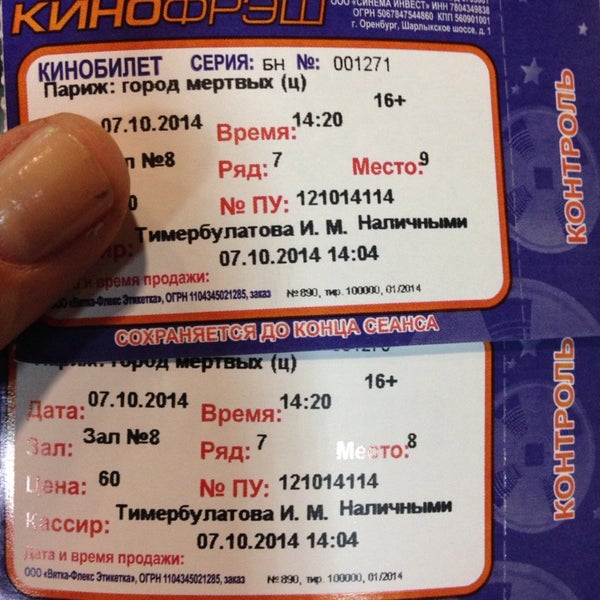 КИНОФРЭШ
ООО «СИНЕМА ИНВЕСТ» ИНН 7804349838
ОГРН 5067847544860 КПП 560901001
г. Оренбург, Шарлыкское шоссе, д.1
КИНОБИЛЕТ СЕРИЯ: БН №: 001271
Париж: город мертвых (ц)
16+
07.10.2014 Время: 14:20
№8 Ряд: 7 Место: 9
№ ПУ: 121014114
Тимербулатова И. М. Наличными
07.10.2014 14:04
и время продажи:
ООО «Вятка-Флекс Этикетка», ОГРН 1104345021285, заказ №890, тир. 100000, 01/2014
СОХРАНЯЕТСЯ ДО КОНЦА СЕАНСА
КОНТРОЛЬ
Париж: город мертвых (ц)
16+
Дата: 07.10.2014 Время: 14:20
Зал: Зал №8 Ряд: 7 Место: 8
Цена: 60 № ПУ: 121014114
Кассир: Тимербулатова И. М. Наличными
07.10.2014 14:04
Дата и время продажи:
ООО «Вятка-Флекс Этикетка», ОГРН 1104345021285, заказ №890, тир. 100000, 01/2014
КОНТРОЛЬ